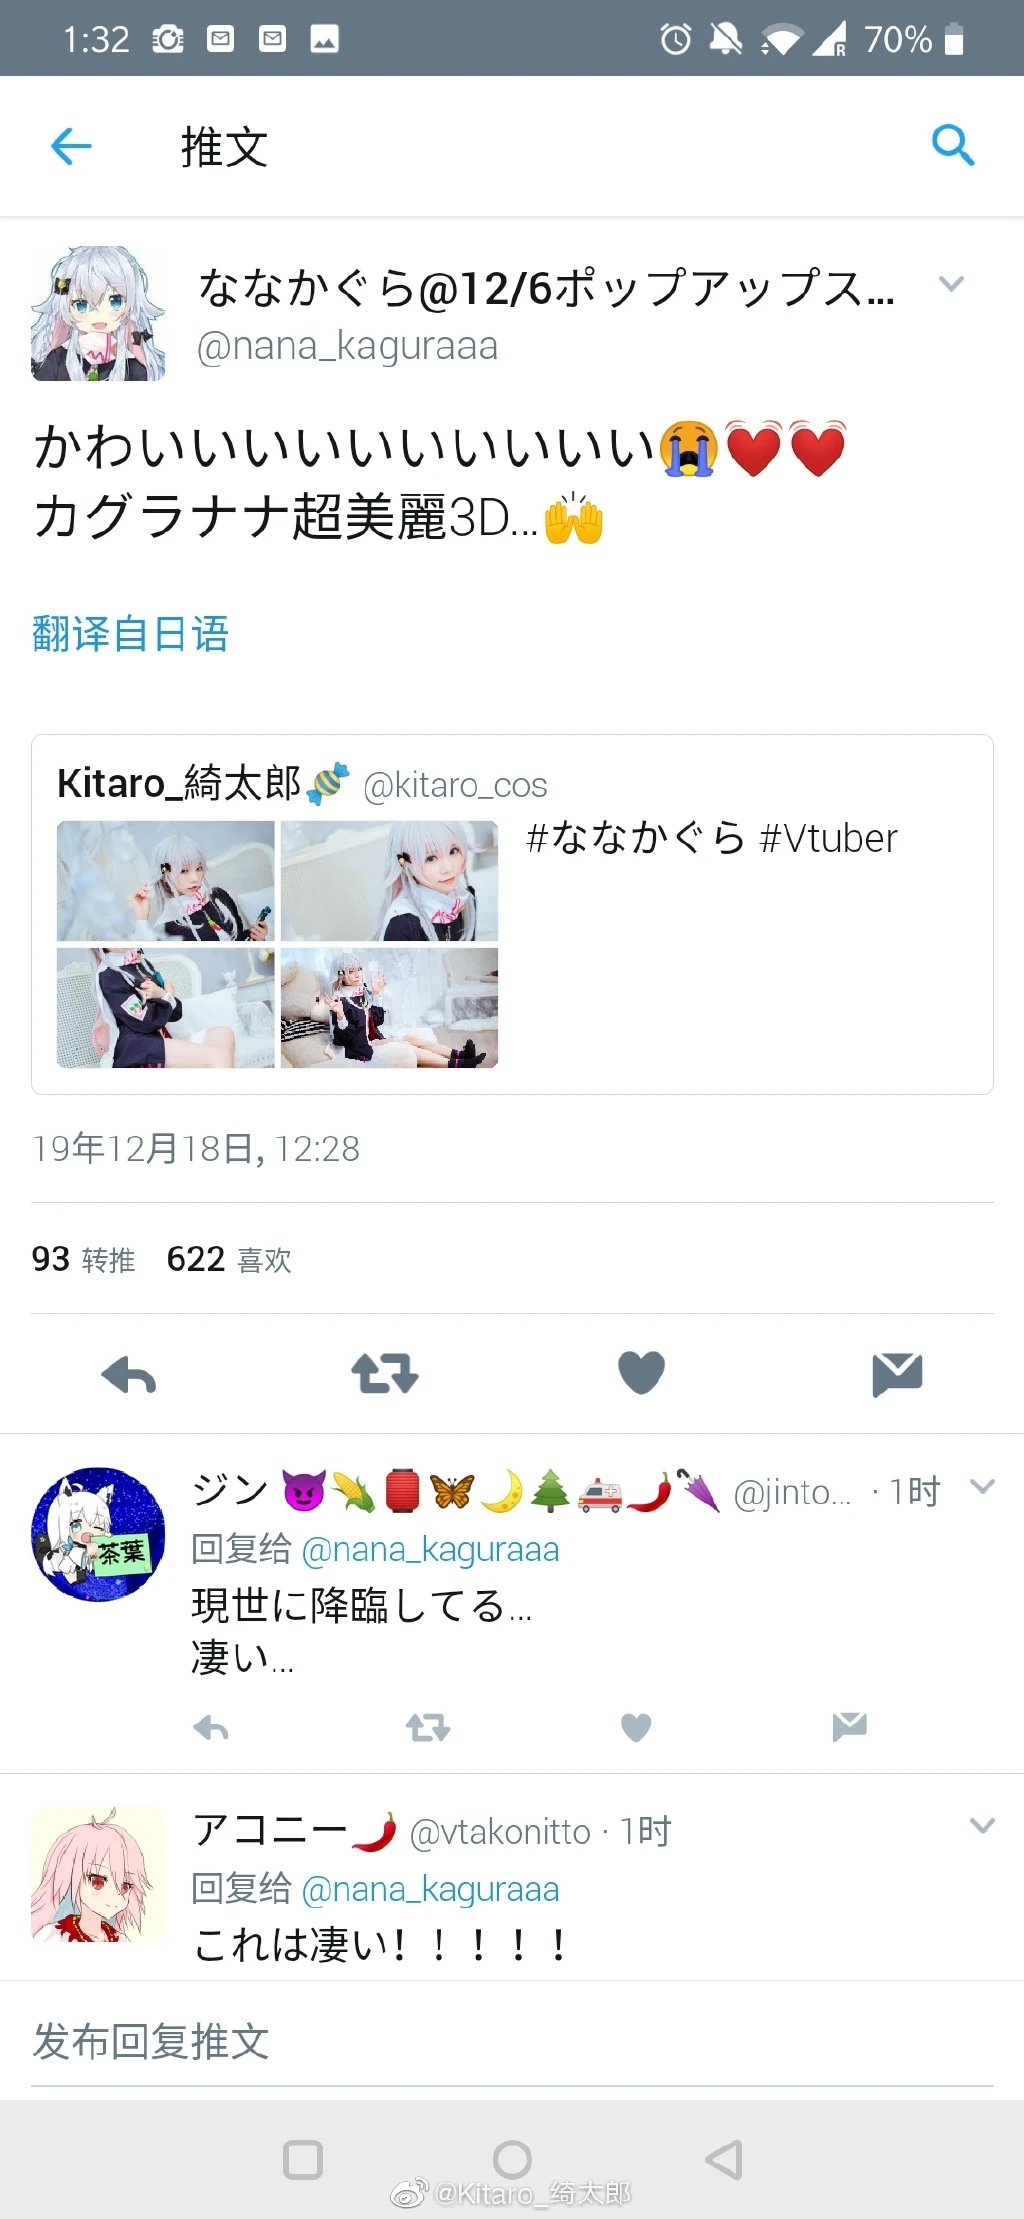 1:32
70%
推文
ななかぐら@12/6ポップアップス...
@nana_kaguraaa
かわいいいいいいいいいい😭💓💓
カグラナナ超美麗3D...🙌
翻译自日语
Kitaro_綺太郎🍬 @kitaro_cos
#ななかぐら #Vtuber
19年12月18日, 12:28
93 转推 622 喜欢
ジン 😈🌽🏮🦋🌙🌲🚑🌶🌂 @jinto... · 1时
茶葉
回复给 @nana_kaguraaa
現世に降臨してる...
凄い...
アコニー🌶 @vtakonitto · 1时
回复给 @nana_kaguraaa
これは凄い！！！！！
发布回复推文
@Kitaro_绮太郎